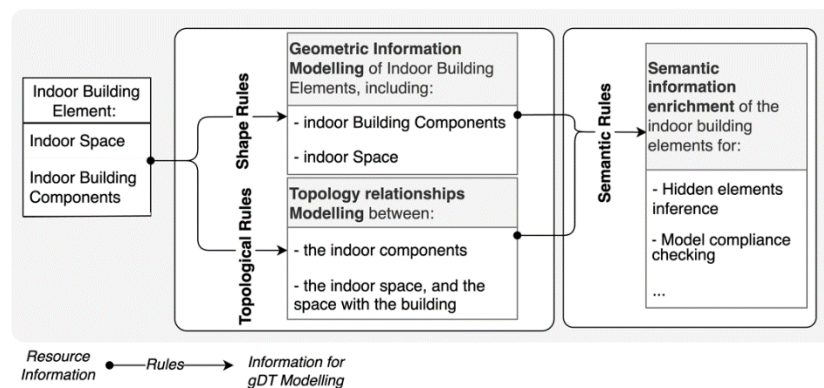 Indoor Building
Element:
Indoor Space
Indoor Building
Components
Shape Rules
Topological Rules
Geometric Information
Modelling of Indoor Building
Elements, including:
- indoor Building Components
- indoor Space
Topology relationships
Modelling between:
- the indoor components
- the indoor space, and the
space with the building
Semantic Rules
Semantic
information
enrichment of the
indoor building
elements for:
- Hidden elements
inference
- Model compliance
checking
...
Resource
Information
Rules
Information for
gDT Modelling